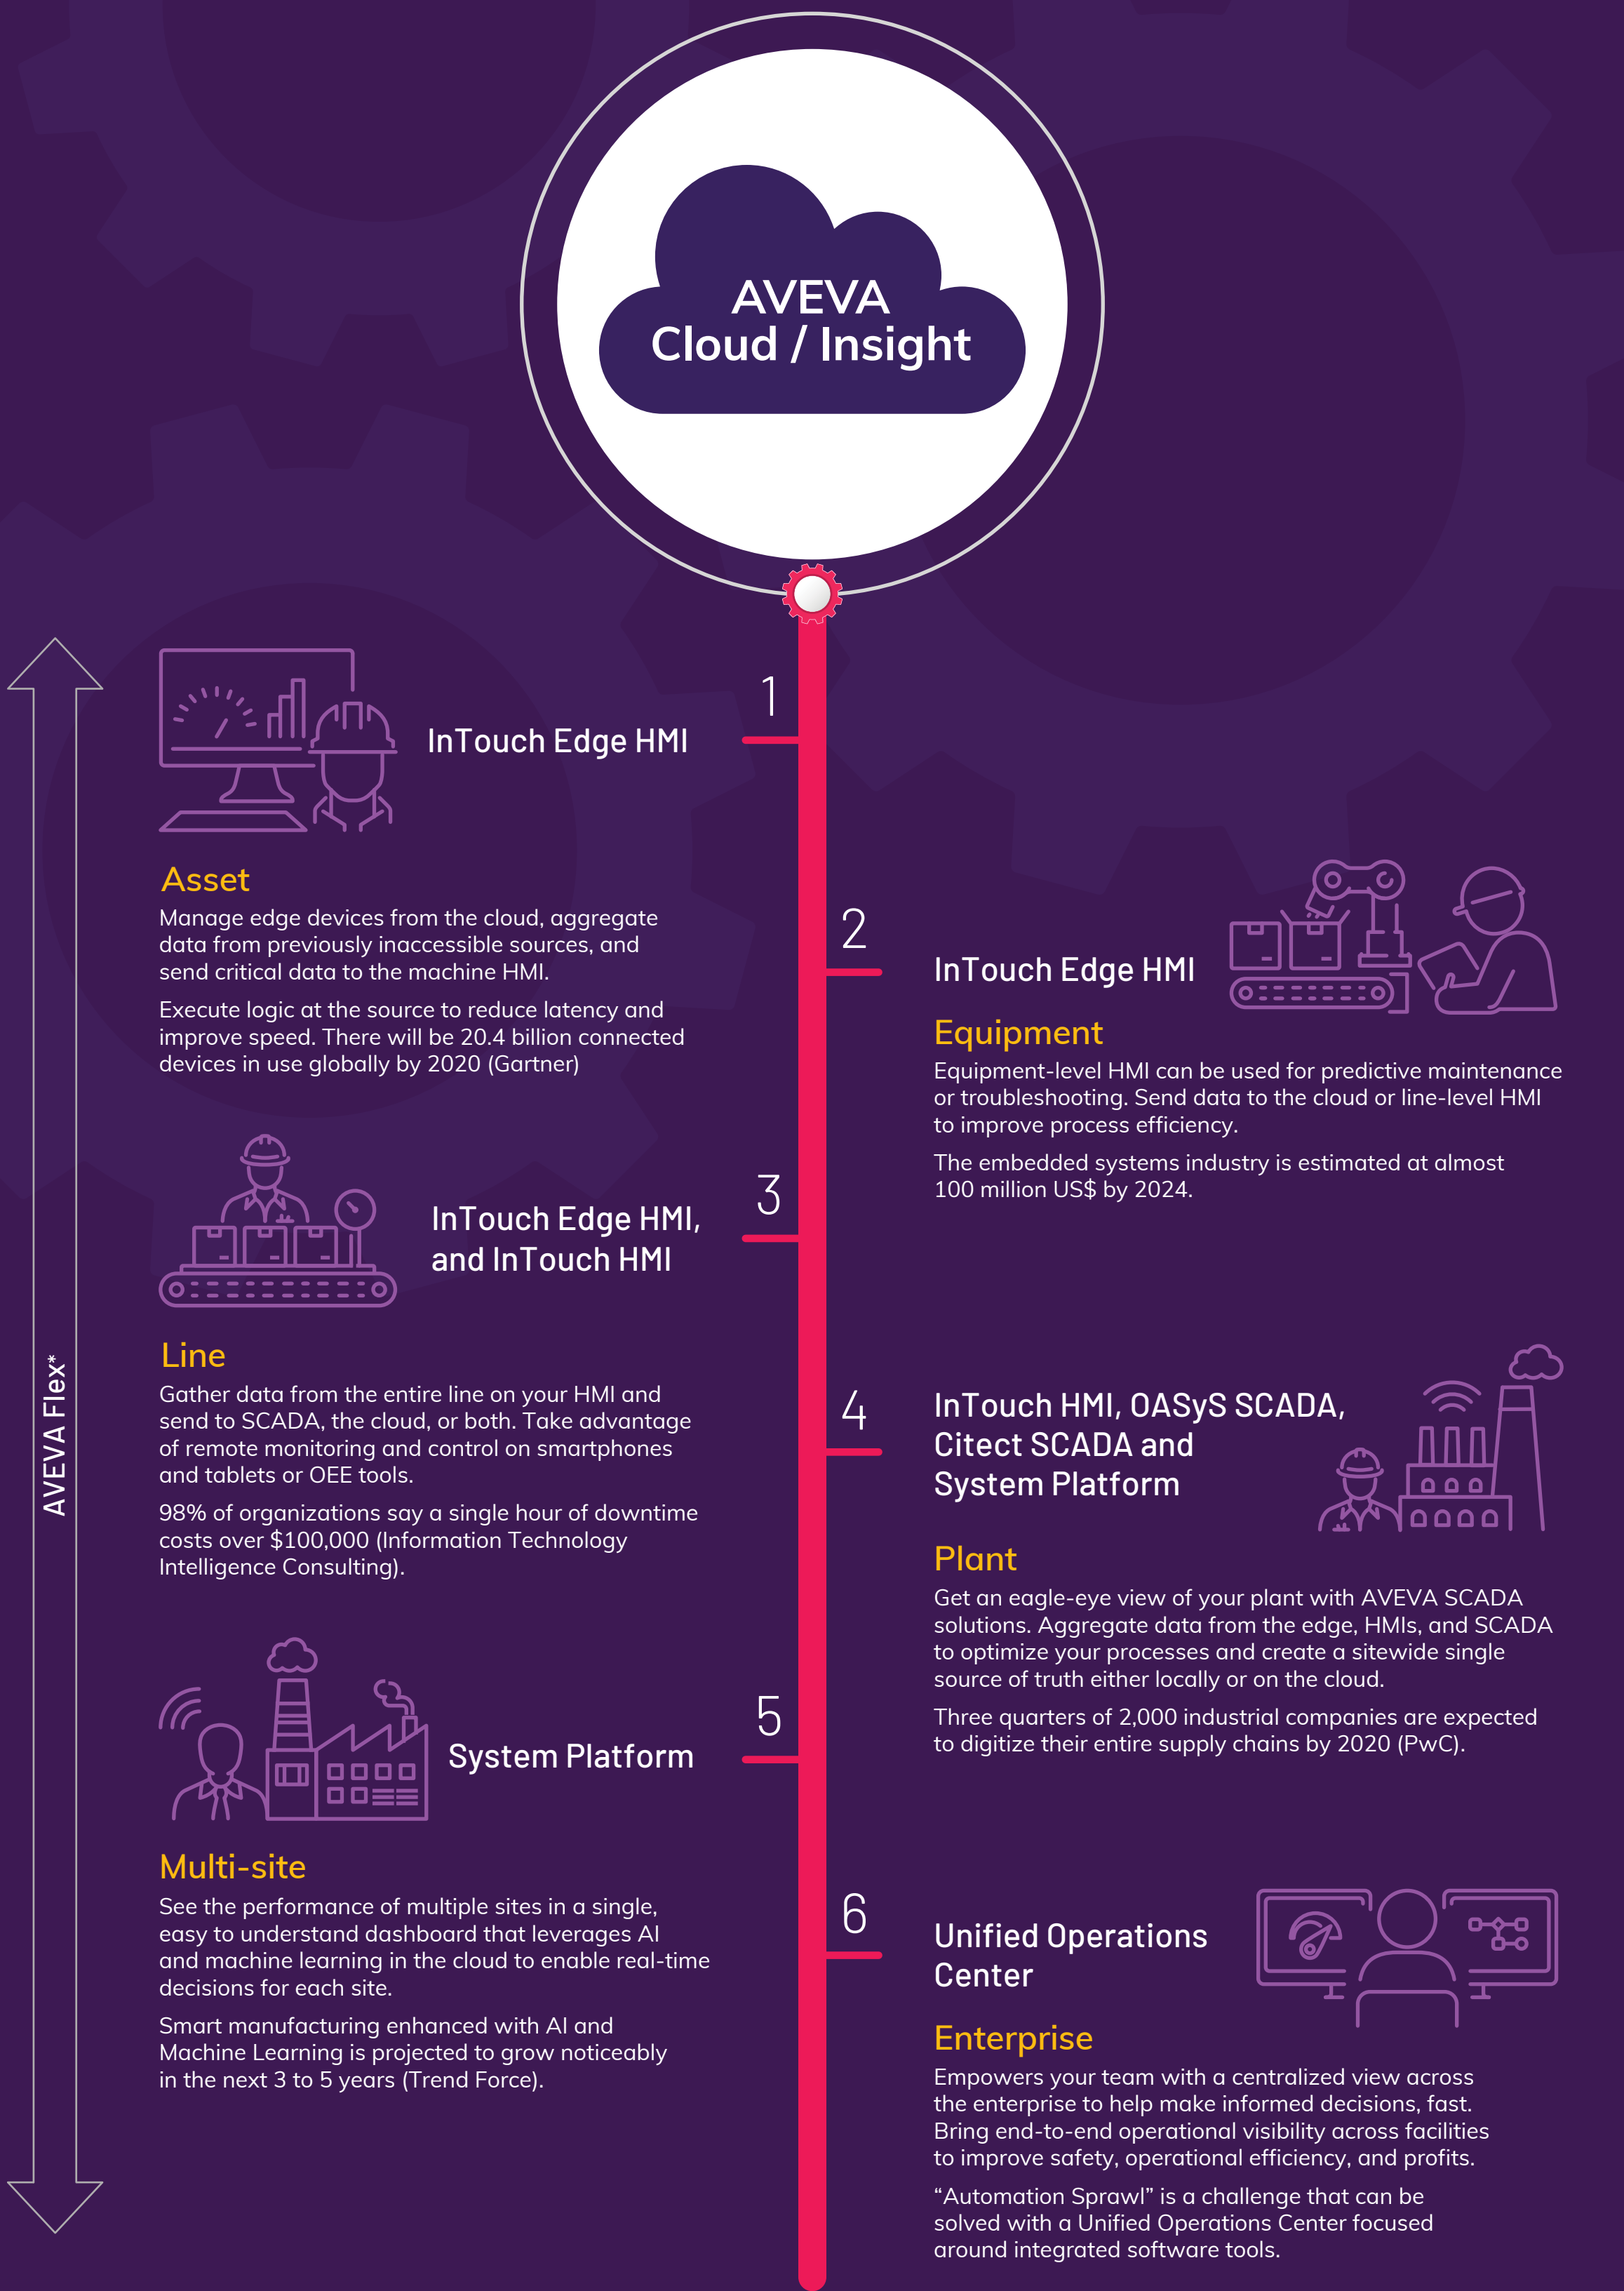 AVEVA
Cloud / Insight
AVEVA Flex*
1
InTouch Edge HMI
Asset
Manage edge devices from the cloud, aggregate
data from previously inaccessible sources, and
send critical data to the machine HMI.
Execute logic at the source to reduce latency and
improve speed. There will be 20.4 billion connected
devices in use globally by 2020 (Gartner)
2
InTouch Edge HMI
Equipment
Equipment-level HMI can be used for predictive maintenance
or troubleshooting. Send data to the cloud or line-level HMI
to improve process efficiency.
The embedded systems industry is estimated at almost
100 million US$ by 2024.
3
InTouch Edge HMI,
and InTouch HMI
Line
Gather data from the entire line on your HMI and
send to SCADA, the cloud, or both. Take advantage
of remote monitoring and control on smartphones
and tablets or OEE tools.
98% of organizations say a single hour of downtime
costs over $100,000 (Information Technology
Intelligence Consulting).
4
InTouch HMI, OASyS SCADA,
Citect SCADA and
System Platform
Plant
Get an eagle-eye view of your plant with AVEVA SCADA
solutions. Aggregate data from the edge, HMIs, and SCADA
to optimize your processes and create a sitewide single
source of truth either locally or on the cloud.
Three quarters of 2,000 industrial companies are expected
to digitize their entire supply chains by 2020 (PwC).
5
System Platform
Multi-site
See the performance of multiple sites in a single,
easy to understand dashboard that leverages AI
and machine learning in the cloud to enable real-time
decisions for each site.
Smart manufacturing enhanced with AI and
Machine Learning is projected to grow noticeably
in the next 3 to 5 years (Trend Force).
6
Unified Operations
Center
Enterprise
Empowers your team with a centralized view across
the enterprise to help make informed decisions, fast.
Bring end-to-end operational visibility across facilities
to improve safety, operational efficiency, and profits.
“Automation Sprawl” is a challenge that can be
solved with a Unified Operations Center focused
around integrated software tools.